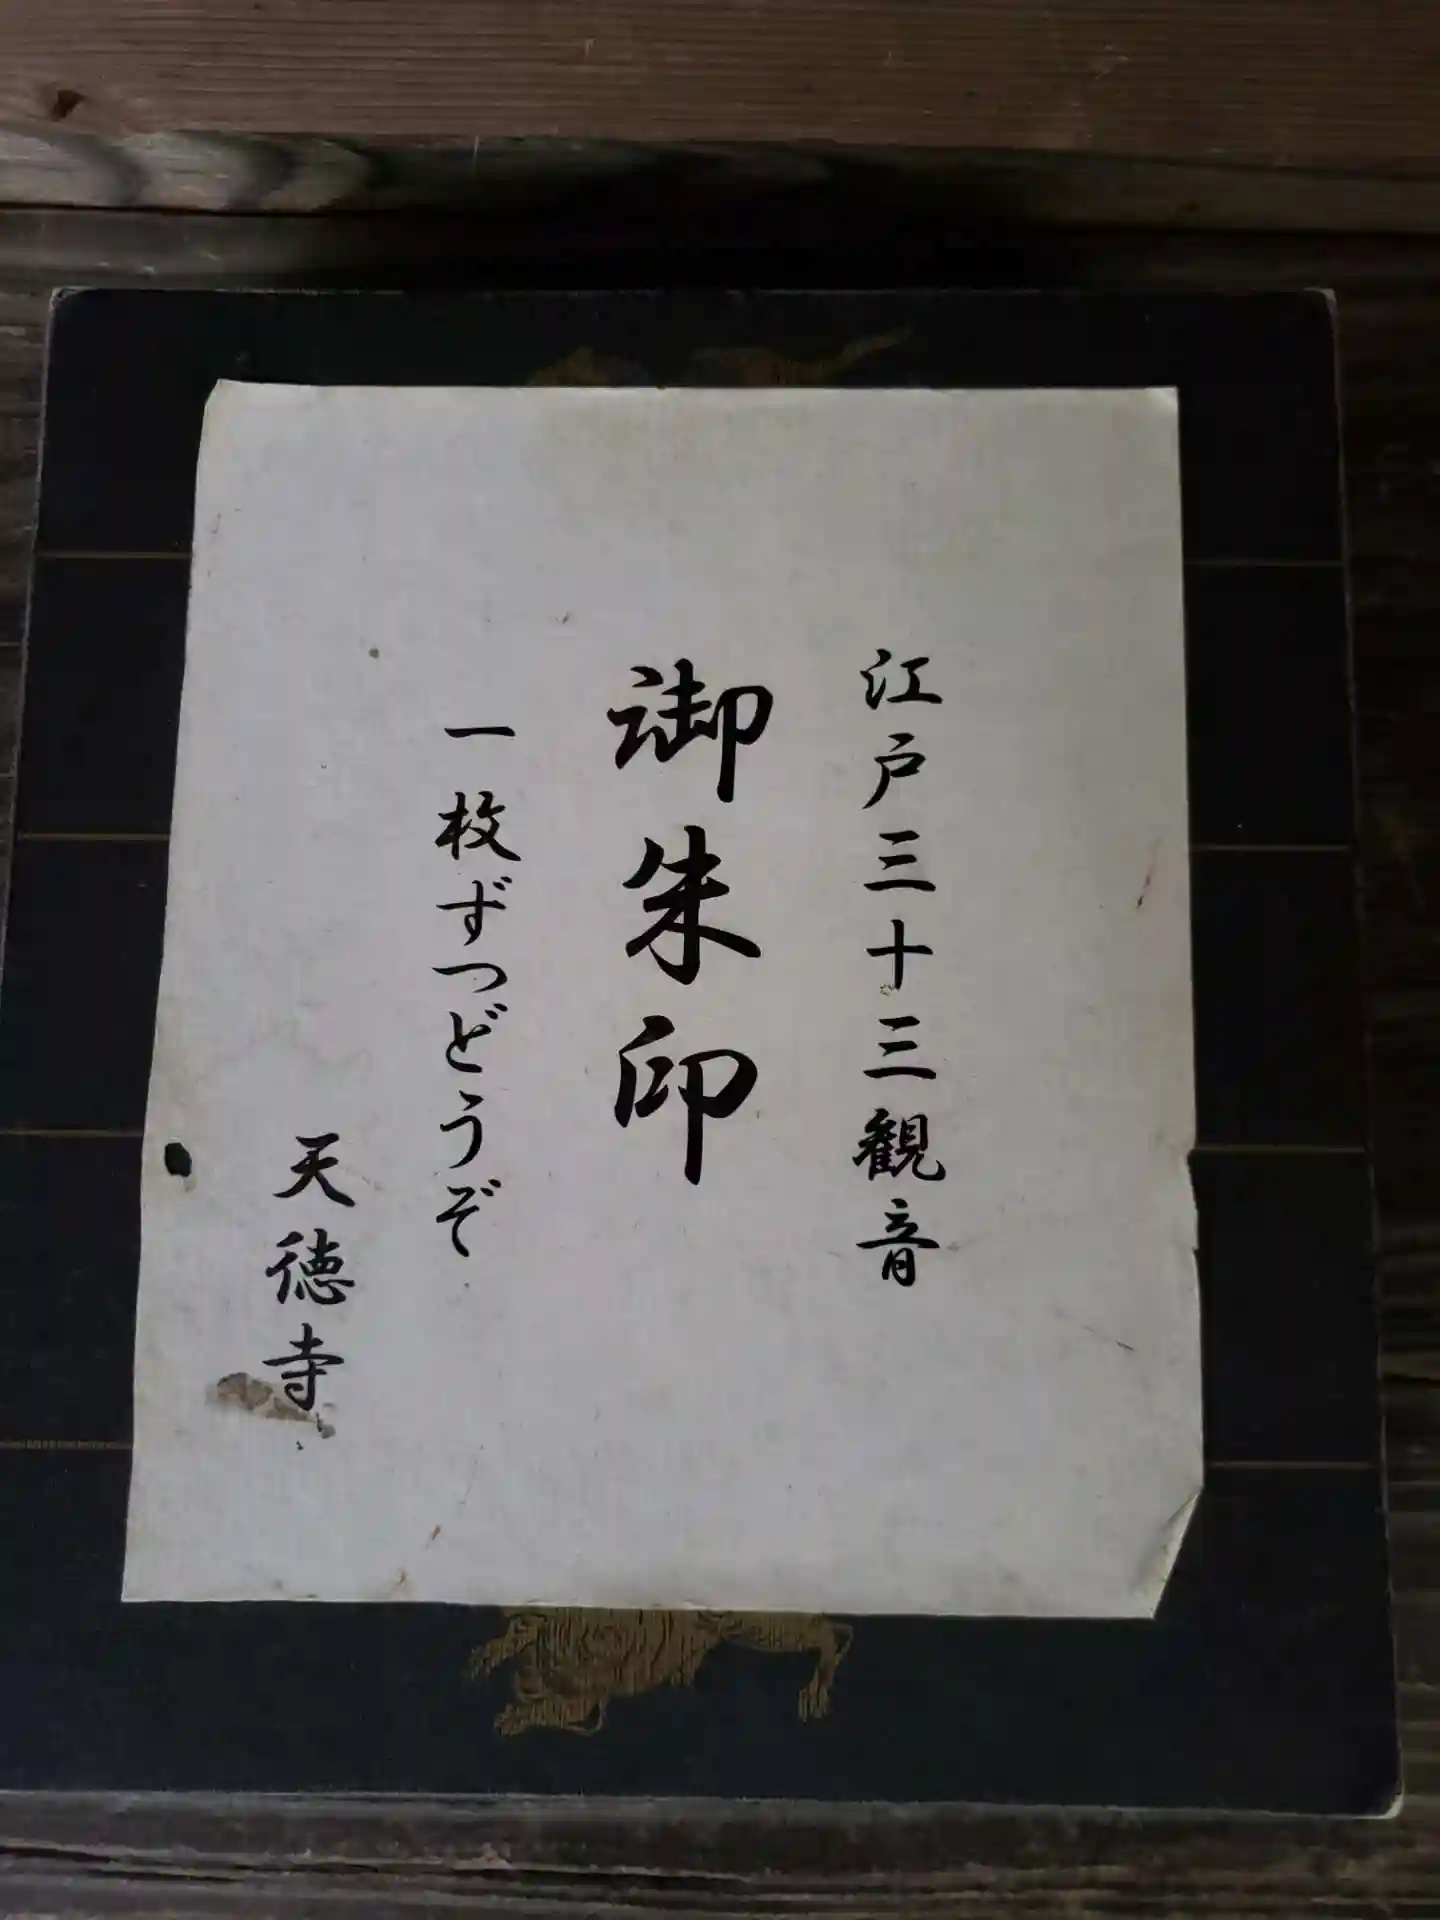 江戸三十三観音
御朱印
一枚ずつどうぞ
天徳寺